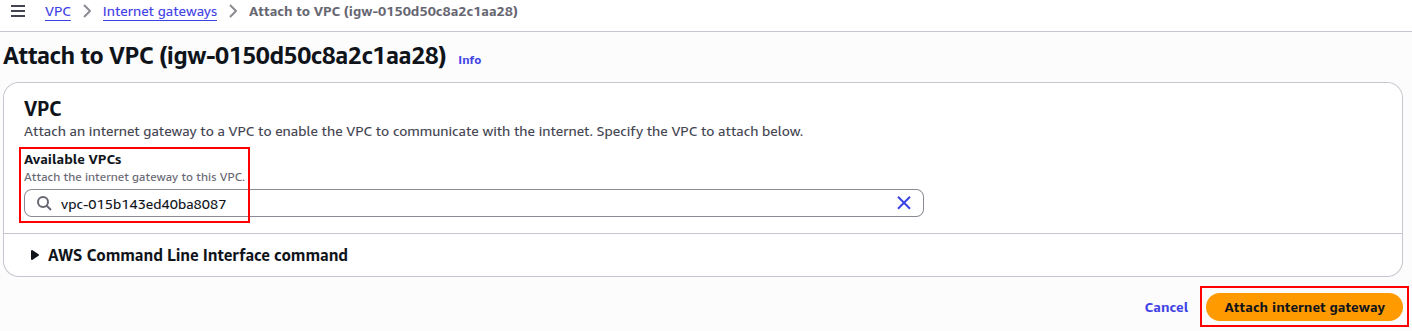 VPC > Internet gateways > Attach to VPC (igw-0150d50c8a2c1aa28)
Attach to VPC (igw-0150d50c8a2c1aa28) Info
VPC
Attach an internet gateway to a VPC to enable the VPC to communicate with the internet. Specify the VPC to attach below.
Available VPCs
Attach the internet gateway to this VPC.
vpc-015b143ed40ba8087
AWS Command Line Interface command
Cancel Attach internet gateway